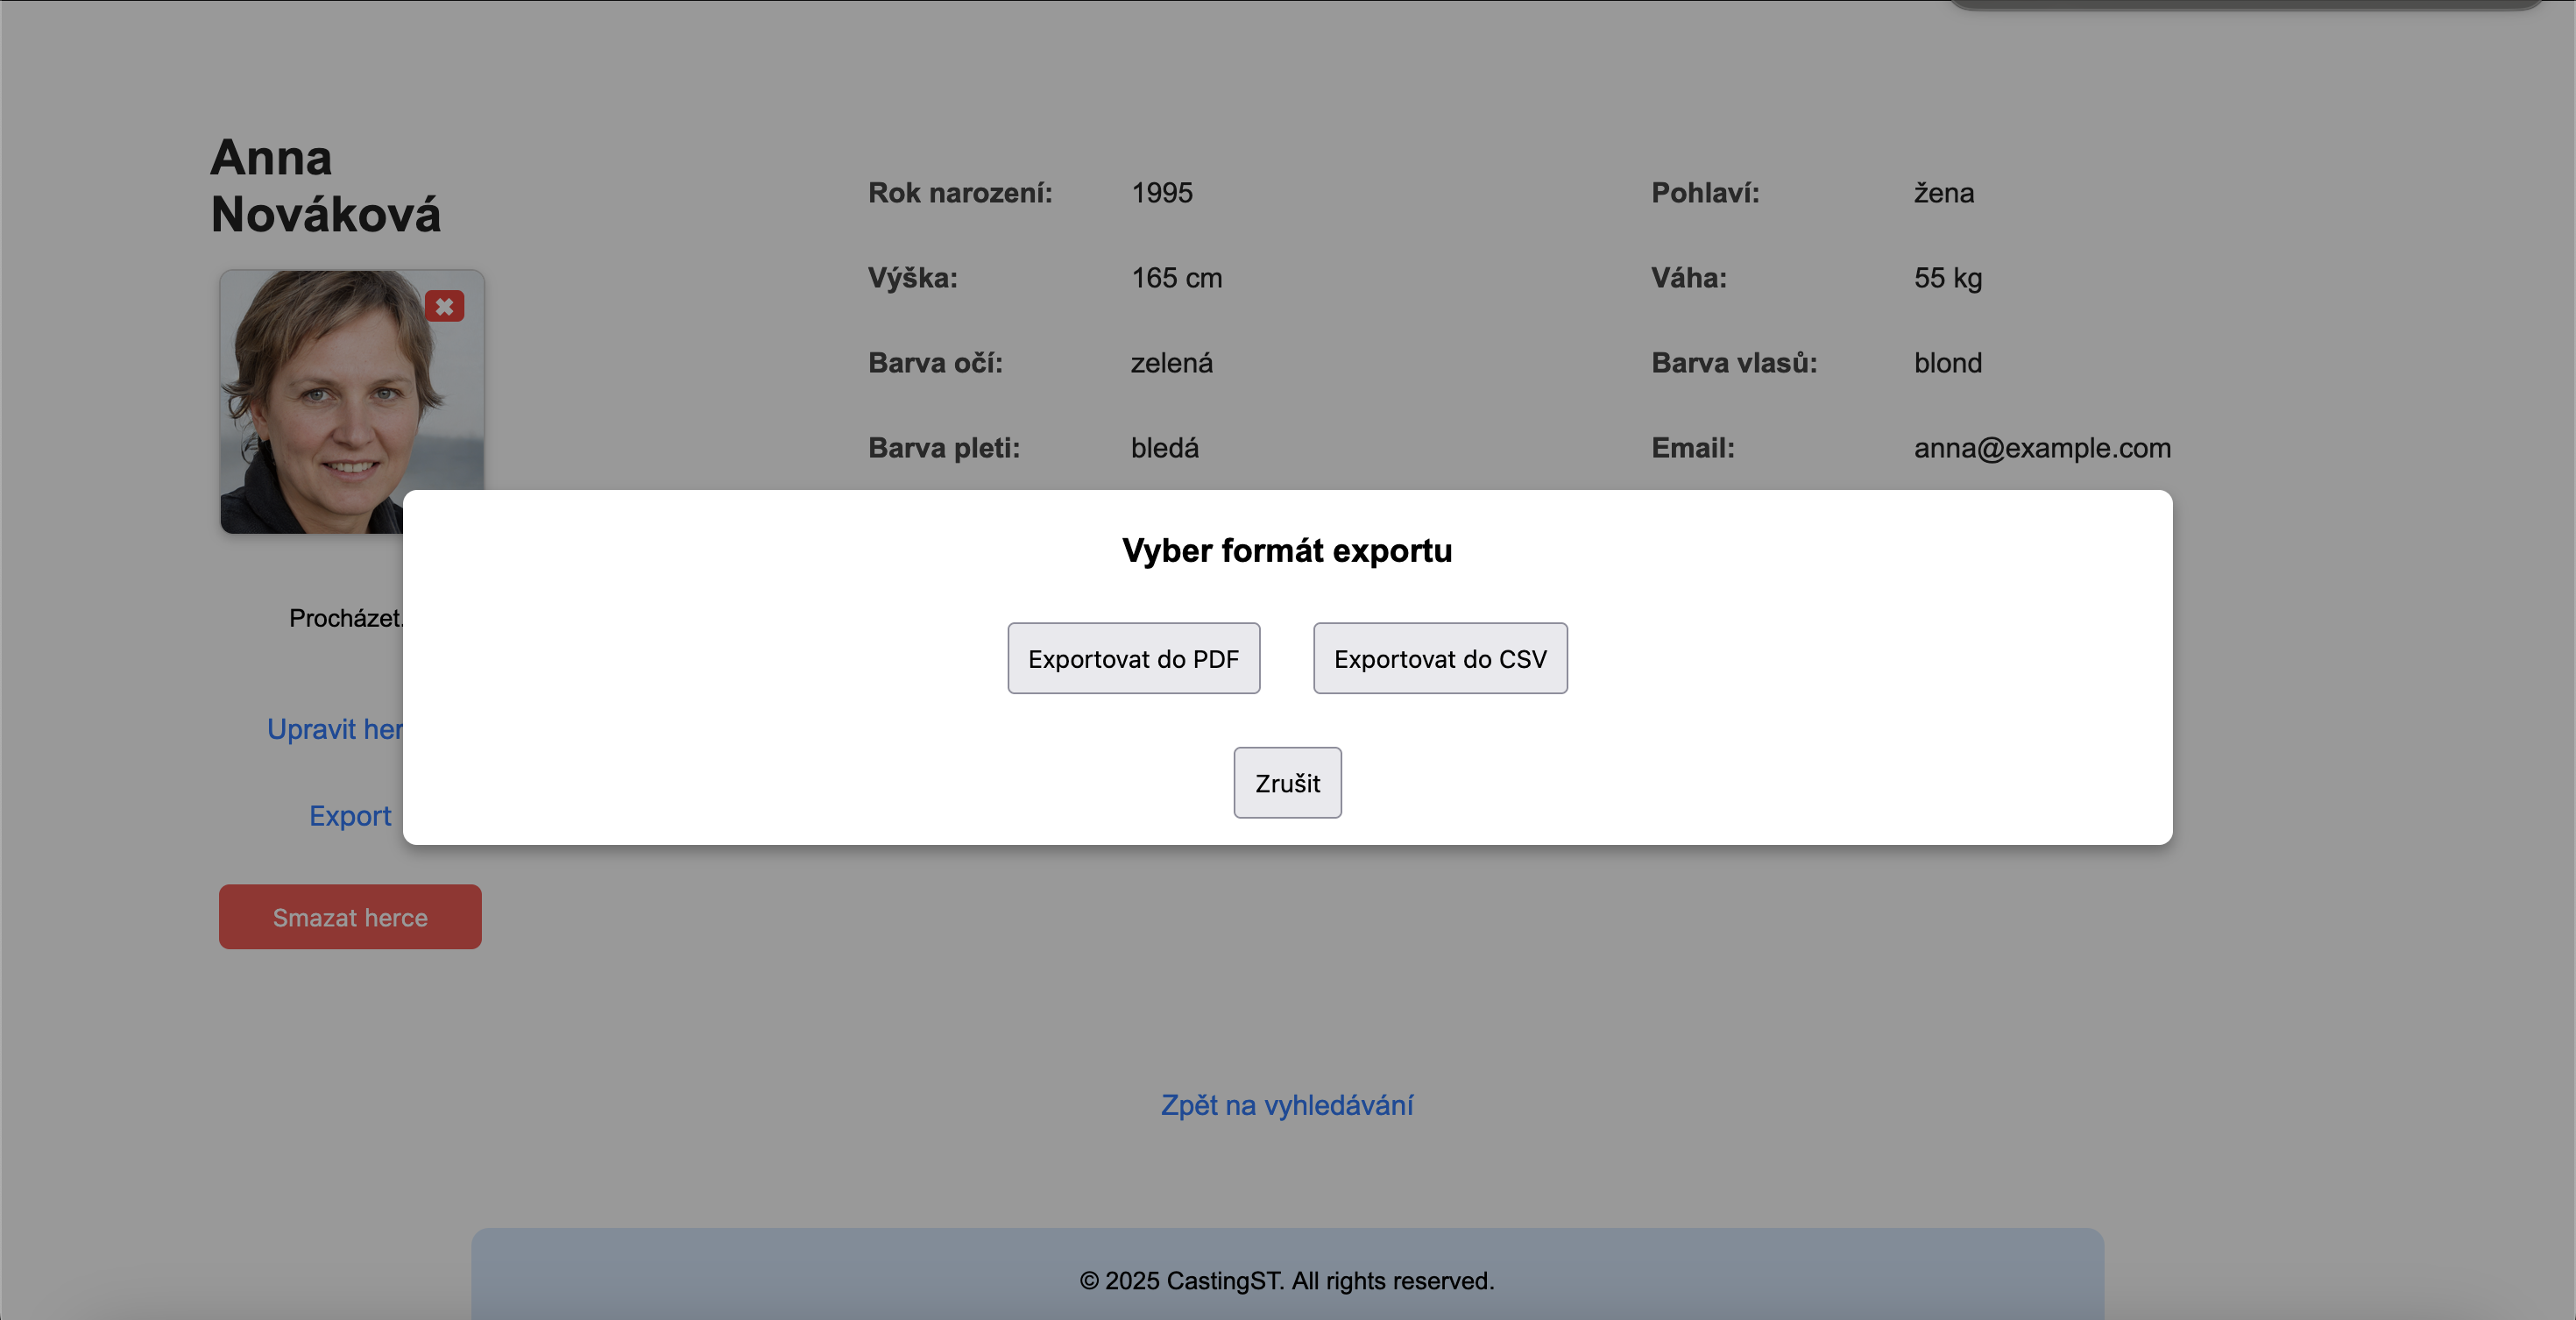 Anna
Nováková
Rok narození: 1995 Pohlaví: žena
Výška: 165 cm Váha: 55 kg
Barva očí: zelená Barva vlasů: blond
Barva pleti: bledá Email: anna@example.com
Vyber formát exportu
Procházet.
Exportovat do PDF Exportovat do CSV
Upravit her
Zrušit
Export
Smazat herce
Zpět na vyhledávání
© 2025 CastingST. All rights reserved.